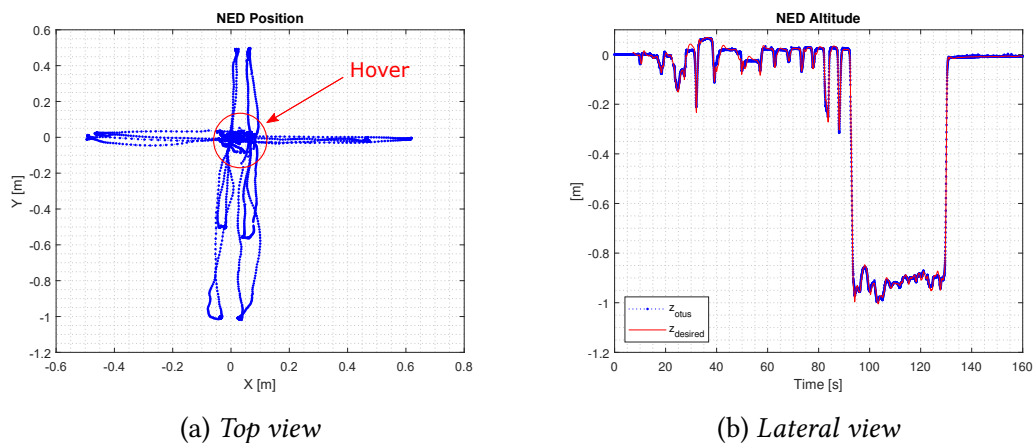 NED Position
0.6
0.4
0.2
0
-0.2
-0.4
-0.6
-0.8
-1
-1.2
Y [m]
Hover
-0.6 -0.4 -0.2 0 0.2 0.4 0.6 0.8
X [m]
(a) Top view
NED Altitude
0
-0.2
-0.4
-0.6
-0.8
-1
-1.2
[m]
z_otus
z_desired
0 20 40 60 80 100 120 140 160
Time [s]
(b) Lateral view